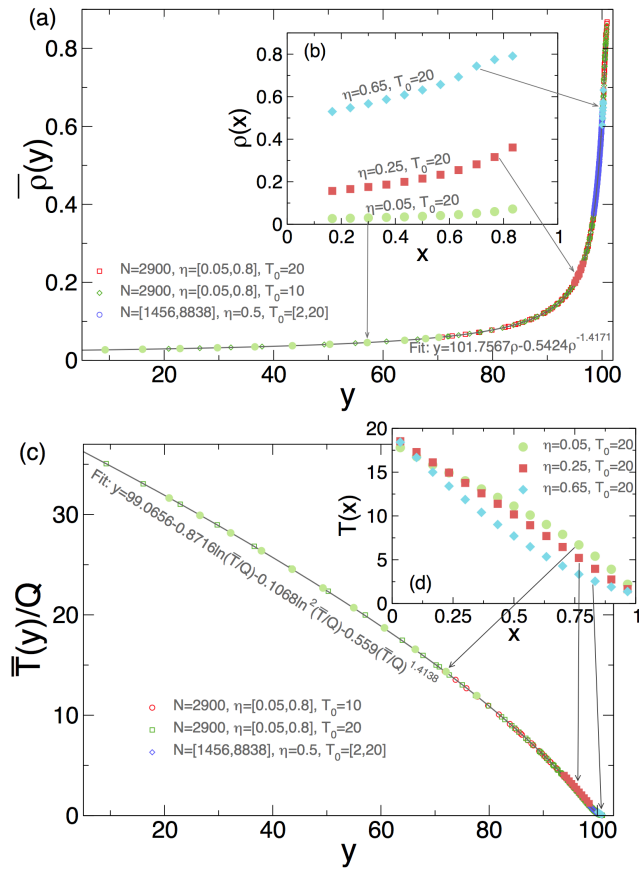 (a)
ρ(y)
0.8
0.6
0.4
0.2
0
0
20
40
60
80
100
y
N=2900, η=[0.05,0.8], T₀=20
N=2900, η=[0.05,0.8], T₀=10
N=[1456,8838], η=0.5, T₀=[2,20]
Fit: y=101.7567ρ-0.5424ρ^-1.4171
(b)
ρ(x)
0.8
0.6
0.4
0.2
0
0
0.2
0.4
0.6
0.8
1
x
η=0.65, T₀=20
η=0.25, T₀=20
η=0.05, T₀=20
(c)
T̄(y)/Q
30
20
10
0
20
40
60
80
100
y
Fit: y=99.0656-0.8716ln(T̄/Q)-0.1068ln²(T̄/Q)-0.559(T̄/Q)^1.4138
N=2900, η=[0.05,0.8], T₀=10
N=2900, η=[0.05,0.8], T₀=20
N=[1456,8838], η=0.5, T₀=[2,20]
(d)
T(x)
20
15
10
5
0
0
0.25
0.50
0.75
1
x
η=0.05, T₀=20
η=0.25, T₀=20
η=0.65, T₀=20